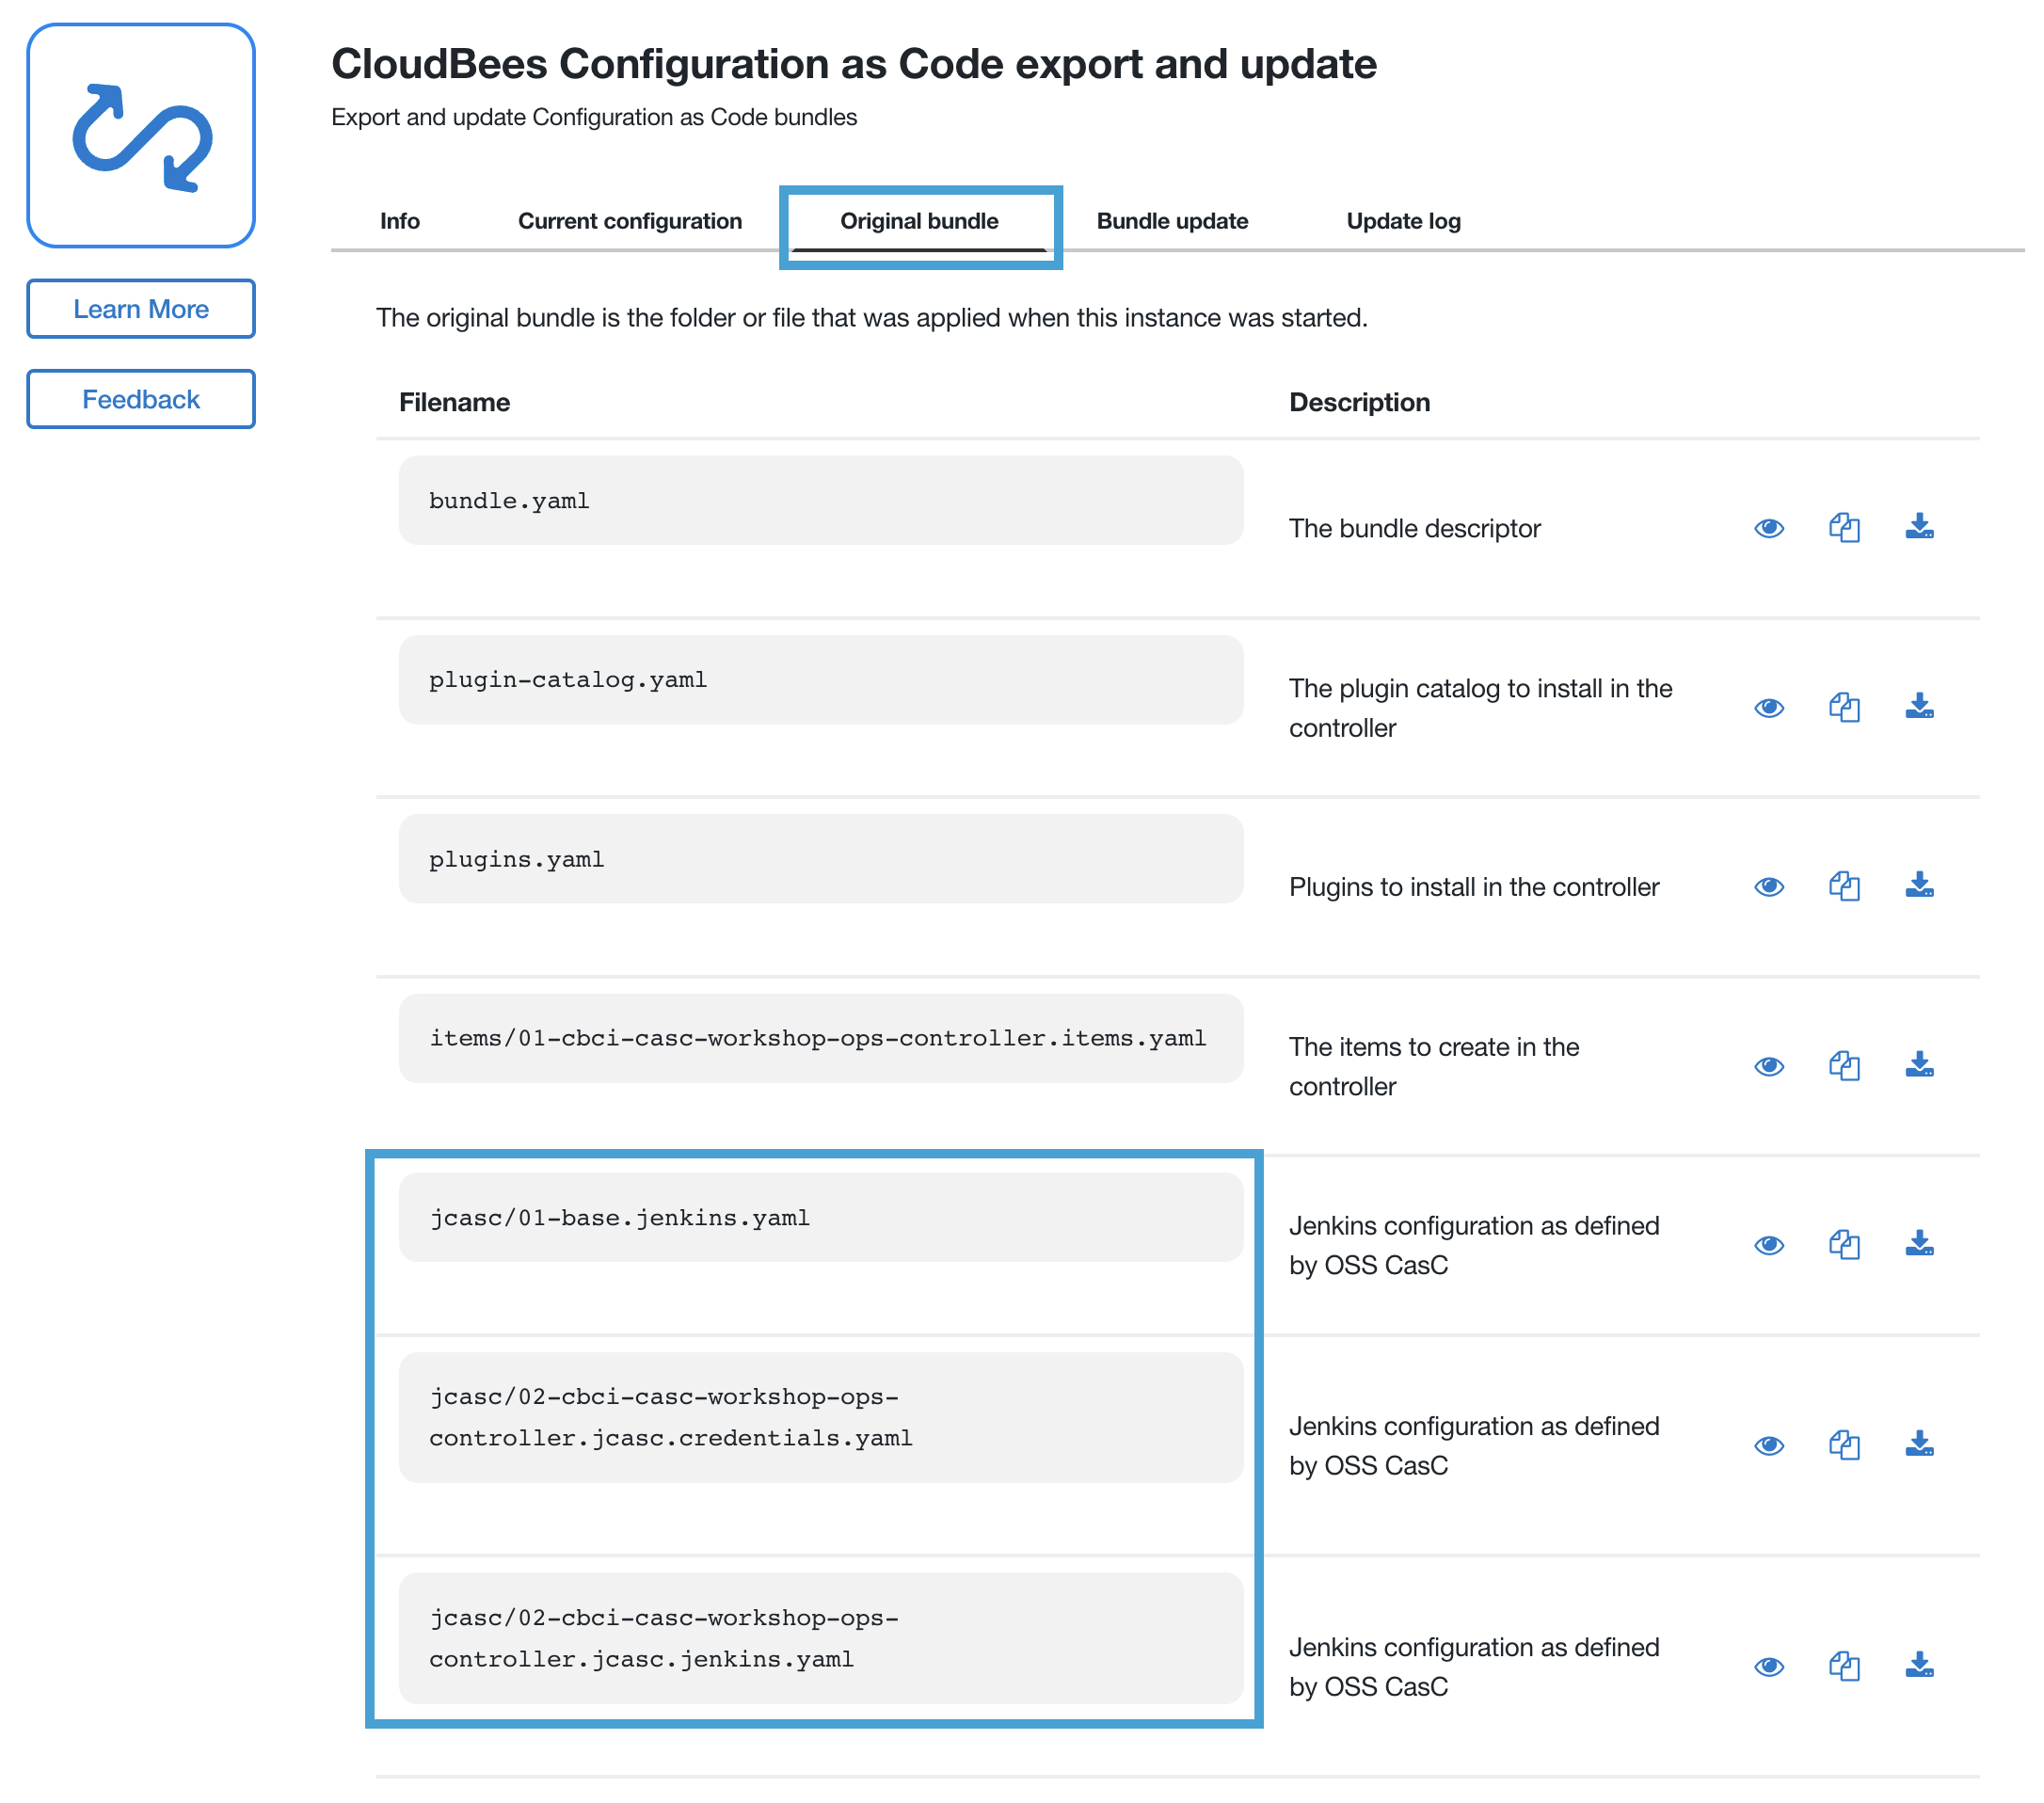 CloudBees Configuration as Code export and update
Export and update Configuration as Code bundles
Info Current configuration Original bundle Bundle update Update log
Learn More
Feedback
The original bundle is the folder or file that was applied when this instance was started.
Filename Description
bundle.yaml
The bundle descriptor
plugin-catalog.yaml
The plugin catalog to install in the
controller
plugins.yaml
Plugins to install in the controller
items/01-cbci-casc-workshop-ops-controller.items.yaml
The items to create in the
controller
jcasc/01-base.jenkins.yaml
Jenkins configuration as defined
by OSS CasC
jcasc/02-cbci-casc-workshop-ops-
controller.jcasc.credentials.yaml
Jenkins configuration as defined
by OSS CasC
jcasc/02-cbci-casc-workshop-ops-
controller.jcasc.jenkins.yaml
Jenkins configuration as defined
by OSS CasC